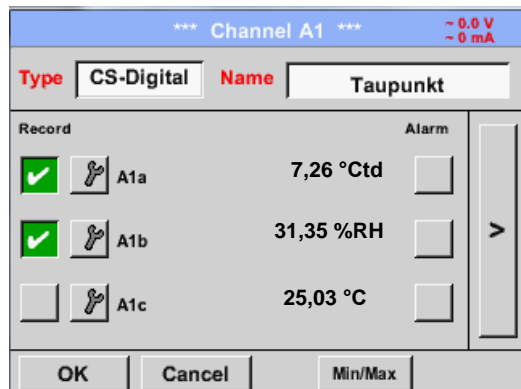 *** Channel A1 *** ~ 0.0 V
~ 0 mA
Type CS-Digital Name Taupunkt
Record Alarm
A1a 7,26 °Ctd
A1b 31,35 %RH >
A1c 25,03 °C
OK Cancel Min/Max